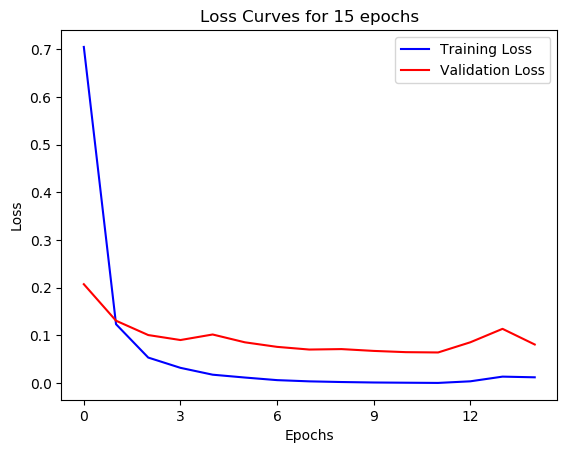 Loss Curves for 15 epochs
Training Loss
Validation Loss
0.7
0.6
0.5
0.4
0.3
0.2
0.1
0.0
Loss
0 3 6 9 12
Epochs